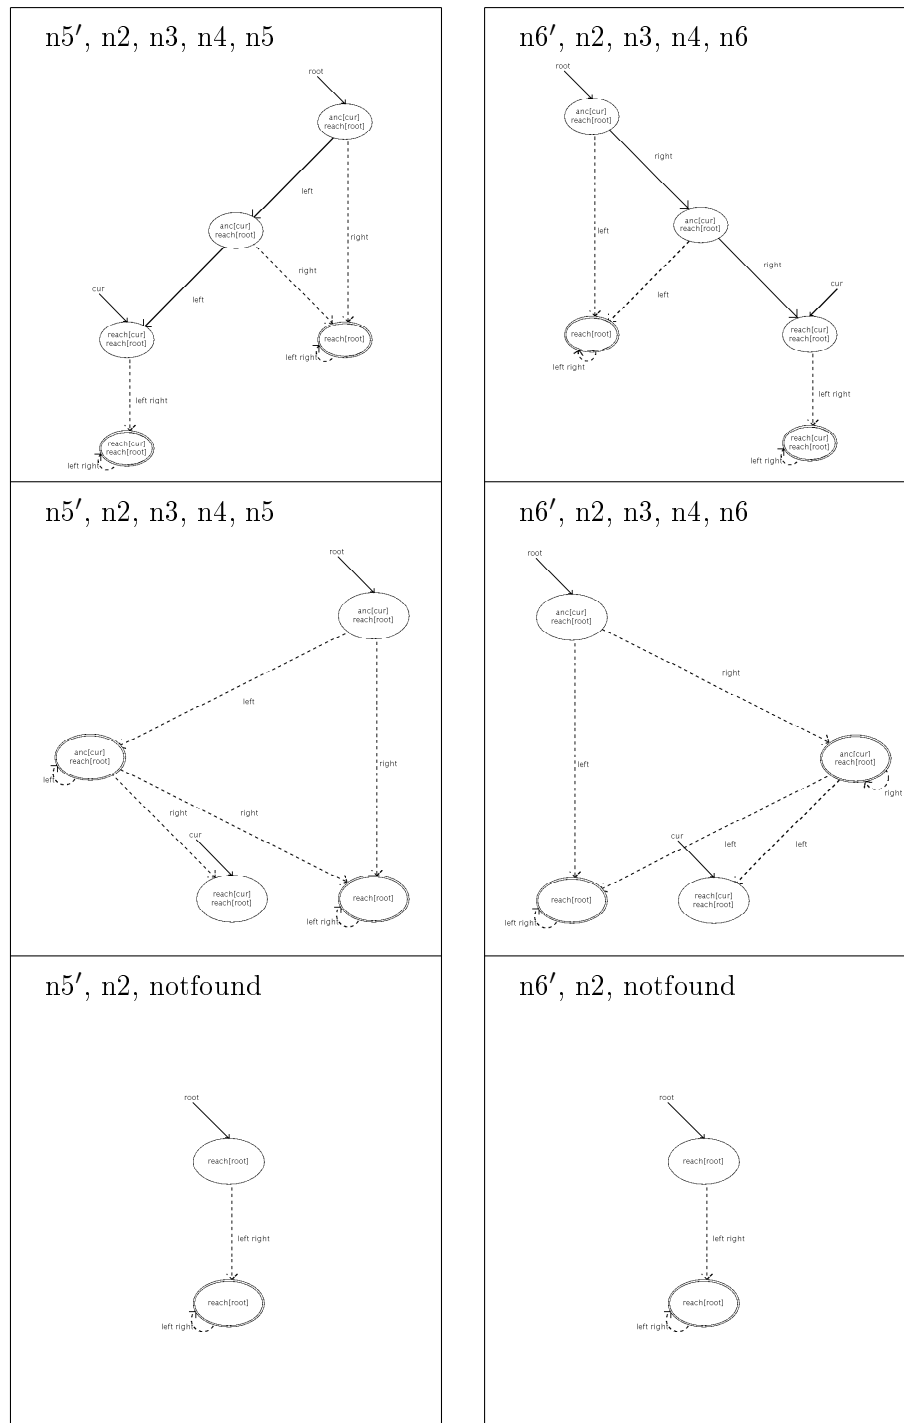 n5′, n2, n3, n4, n5
root
anc[cur]
reach[root]
left
anc[cur]
reach[root]
right
right
left
cur
reach[cur]
reach[root]
reach[root]
left right
left right
reach[cur]
reach[root]
left right
n6′, n2, n3, n4, n6
root
anc[cur]
reach[root]
right
anc[cur]
reach[root]
left
right
cur
left
reach[root]
reach[cur]
reach[root]
left right
left right
reach[cur]
reach[root]
left right
n5′, n2, n3, n4, n5
root
anc[cur]
reach[root]
left
anc[cur]
reach[root]
right
left
right
right
cur
reach[cur]
reach[root]
reach[root]
left right
n6′, n2, n3, n4, n6
root
anc[cur]
reach[root]
right
anc[cur]
reach[root]
left
right
cur
left
left
reach[root]
reach[cur]
reach[root]
left right
n5′, n2, notfound
root
reach[root]
left right
reach[root]
left right
n6′, n2, notfound
root
reach[root]
left right
reach[root]
left right